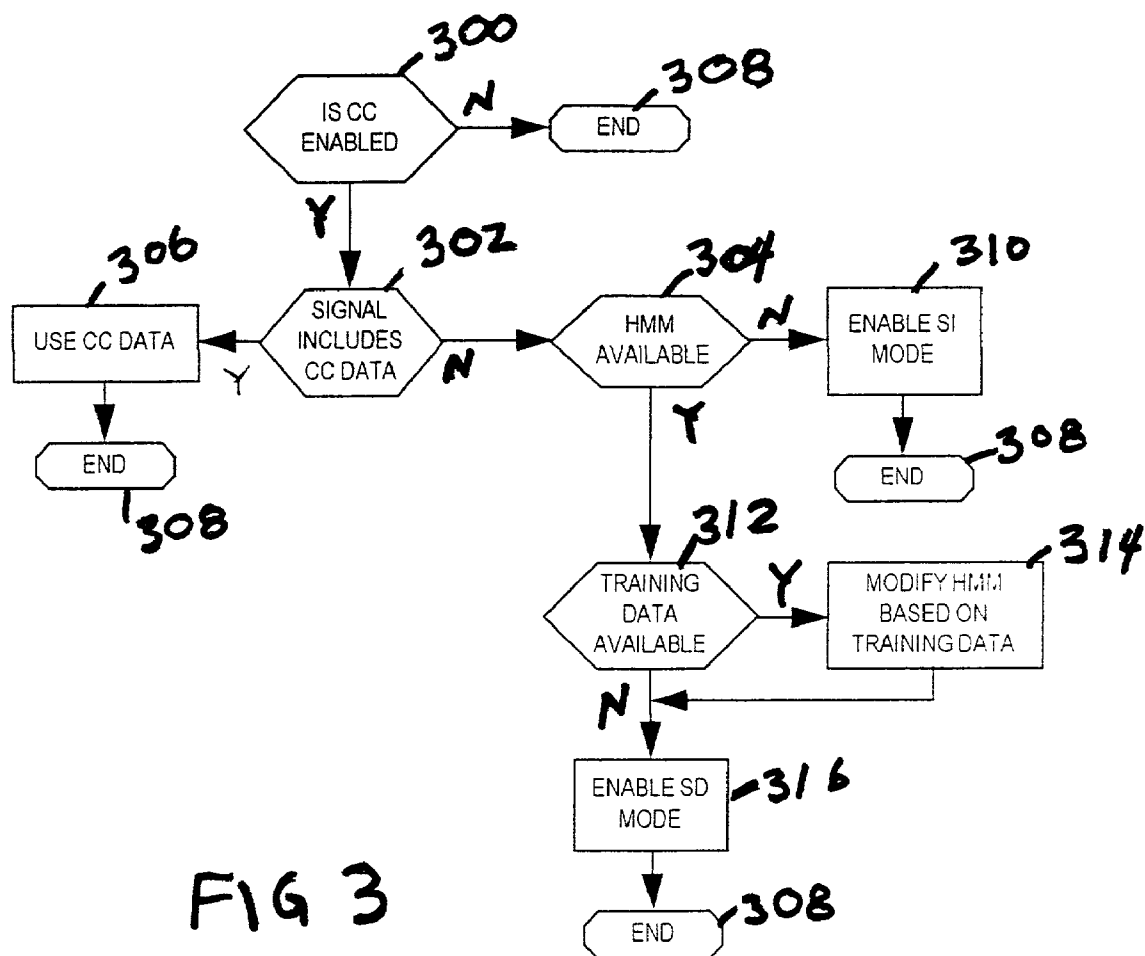 300
IS CC
ENABLED
N
308
END
Y
306
302
304
310
USE CC DATA
Y
SIGNAL
INCLUDES
CC DATA
N
HMM
AVAILABLE
N
ENABLE SI
MODE
END
308
Y
308
END
312
314
TRAINING
DATA
AVAILABLE
Y
MODIFY HMM
BASED ON
TRAINING DATA
N
ENABLE SD
MODE
316
FIG 3
308
END